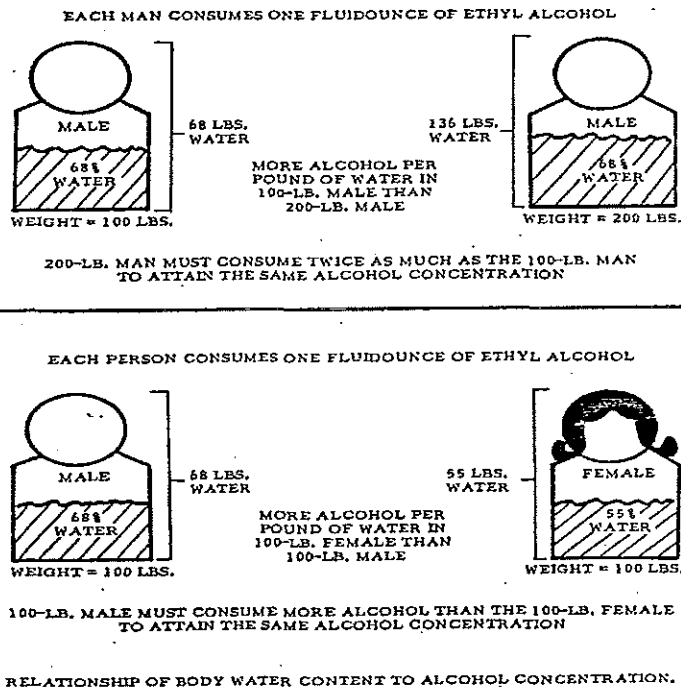 EACH MAN CONSUMES ONE FLUIDOUNCE OF ETHYL ALCOHOL
MALE
68%
WATER
WEIGHT = 100 LBS.
68 LBS.
WATER
MORE ALCOHOL PER
POUND OF WATER IN
100-LB. MALE THAN
200-LB. MALE
136 LBS.
WATER
MALE
68%
WATER
WEIGHT = 200 LBS.
200-LB. MAN MUST CONSUME TWICE AS MUCH AS THE 100-LB. MAN
TO ATTAIN THE SAME ALCOHOL CONCENTRATION
EACH PERSON CONSUMES ONE FLUIDOUNCE OF ETHYL ALCOHOL
MALE
68%
WATER
WEIGHT = 100 LBS.
68 LBS.
WATER
MORE ALCOHOL PER
POUND OF WATER IN
100-LB. FEMALE THAN
100-LB. MALE
55 LBS.
WATER
FEMALE
55%
WATER
WEIGHT = 100 LBS.
100-LB. MALE MUST CONSUME MORE ALCOHOL THAN THE 100-LB. FEMALE
TO ATTAIN THE SAME ALCOHOL CONCENTRATION
RELATIONSHIP OF BODY WATER CONTENT TO ALCOHOL CONCENTRATION.